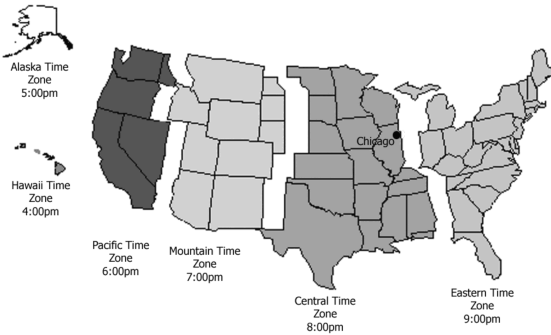 Alaska Time
Zone
5:00pm
Chicago
Hawaii Time
Zone
4:00pm
Pacific Time
Zone
6:00pm
Mountain Time
Zone
7:00pm
Central Time
Zone
8:00pm
Eastern Time
Zone
9:00pm